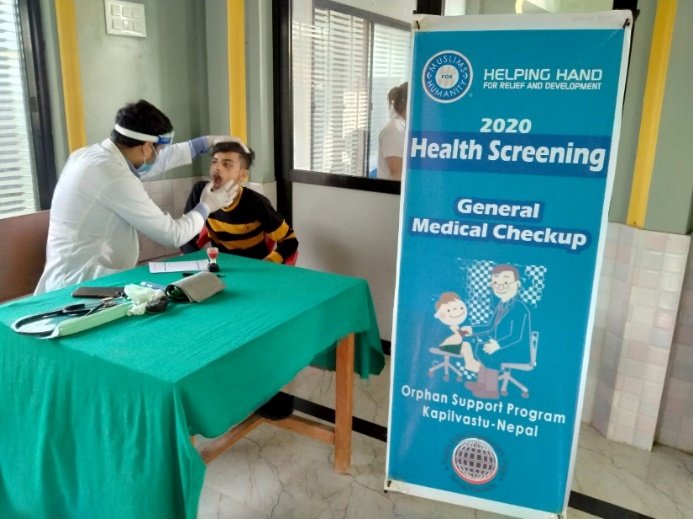 MUSLIMS FOR HUMANITY
HELPING HAND
FOR RELIEF AND DEVELOPMENT
2020
Health Screening
General
Medical Checkup
Orphan Support Program
Kapilvastu-Nepal